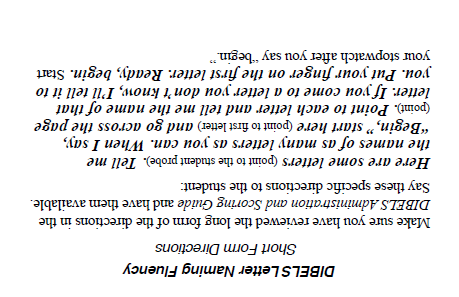 DIBELS Letter Naming Fluency
Short Form Directions
Make sure you have reviewed the long form of the directions in the
DIBELS Administration and Scoring Guide and have them available.
Say these specific directions to the student:
Here are some letters (point to the student probe). Tell me
the names of as many letters as you can. When I say,
“Begin,” start here (point to first letter) and go across the page
(point). Point to each letter and tell me the name of that
letter. If you come to a letter you don’t know, I’ll tell it to
you. Put your finger on the first letter. Ready, begin. Start
your stopwatch after you say “begin.”